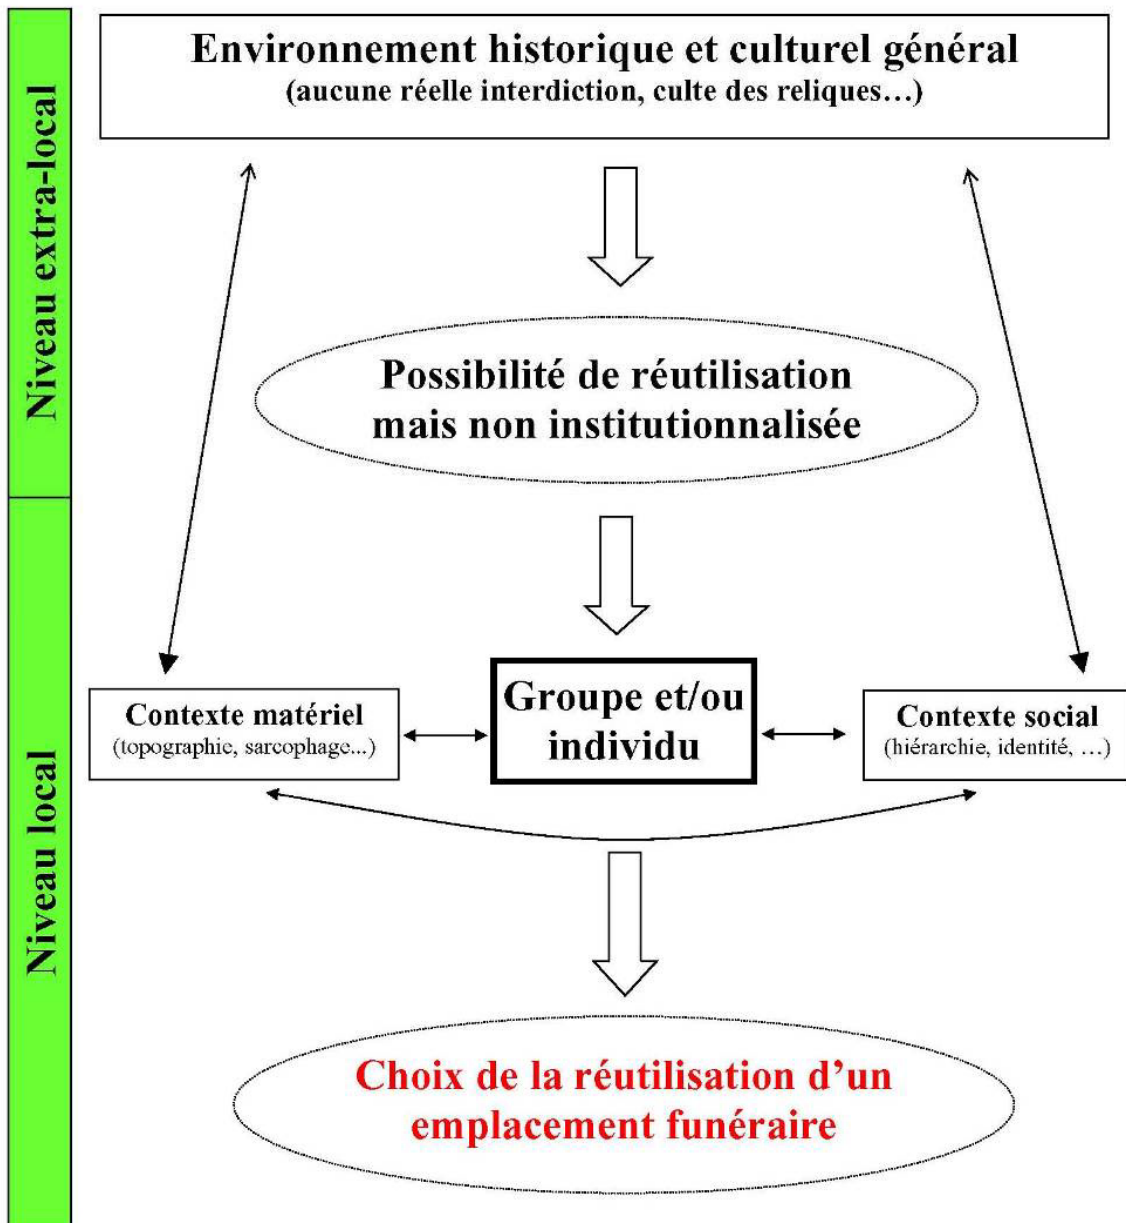 Niveau extra-local
Environnement historique et culturel général
(aucune réelle interdiction, culte des reliques…)
Possibilité de réutilisation
mais non institutionnalisée
Niveau local
Contexte matériel
(topographie, sarcophage...)
Groupe et/ou
individu
Contexte social
(hiérarchie, identité, …)
Choix de la réutilisation d’un
emplacement funéraire